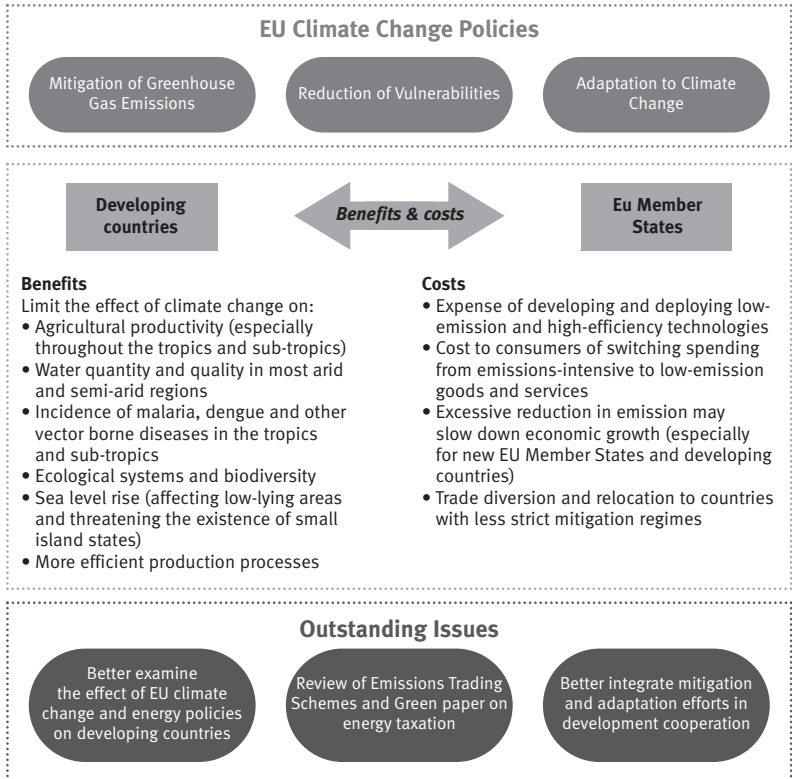 EU Climate Change Policies
Mitigation of Greenhouse
Gas Emissions
Reduction of Vulnerabilities
Adaptation to Climate
Change
Developing
countries
Benefits & costs
Eu Member
States
Benefits
Limit the effect of climate change on:
• Agricultural productivity (especially
throughout the tropics and sub-tropics)
• Water quantity and quality in most arid
and semi-arid regions
• Incidence of malaria, dengue and other
vector borne diseases in the tropics
and sub-tropics
• Ecological systems and biodiversity
• Sea level rise (affecting low-lying areas
and threatening the existence of small
island states)
• More efficient production processes
Costs
• Expense of developing and deploying low-
emission and high-efficiency technologies
• Cost to consumers of switching spending
from emissions-intensive to low-emission
goods and services
• Excessive reduction in emission may
slow down economic growth (especially
for new EU Member States and developing
countries)
• Trade diversion and relocation to countries
with less strict mitigation regimes
Outstanding Issues
Better examine
the effect of EU climate
change and energy policies
on developing countries
Review of Emissions Trading
Schemes and Green paper on
energy taxation
Better integrate mitigation
and adaptation efforts in
development cooperation